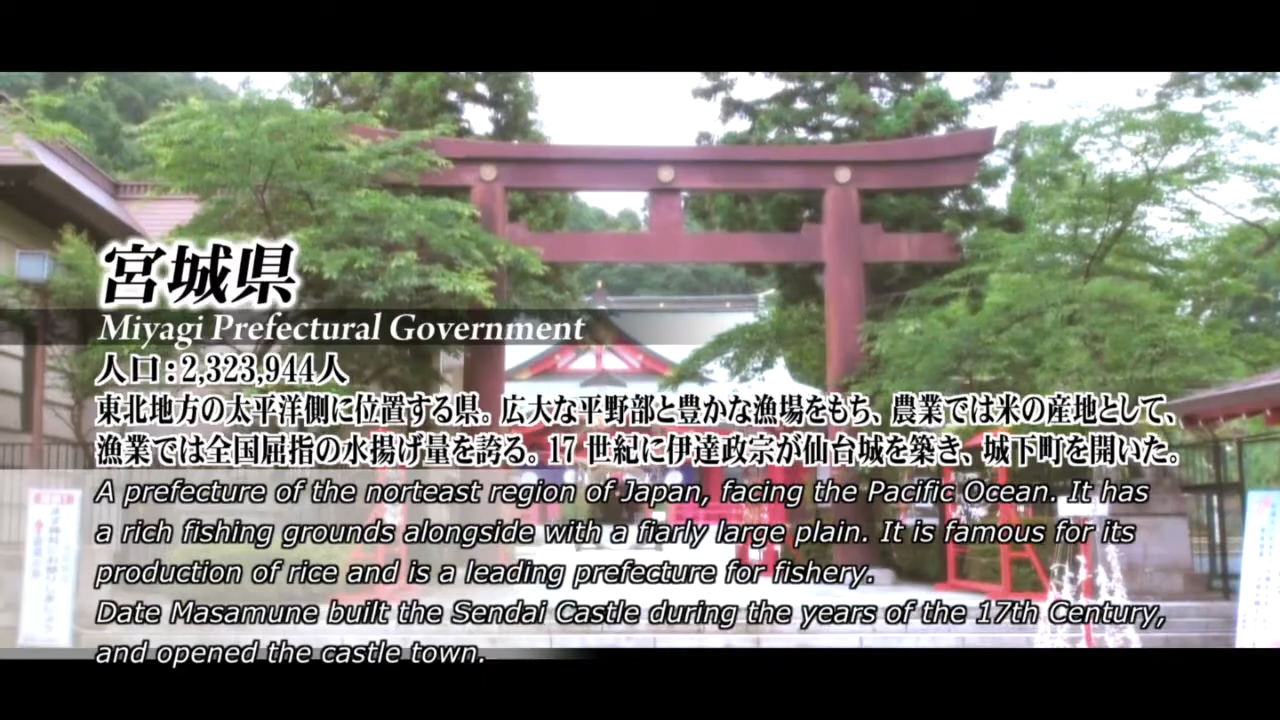 宮城県
Miyagi Prefectural Government
人口：2,323,944人
東北地方の太平洋側に位置する県。広大な平野部と豊かな漁場をもち、農業では米の産地として、
漁業では全国屈指の水揚げ量を誇る。17世紀に伊達政宗が仙台城を築き、城下町を開いた。
A prefecture of the norteast region of Japan, facing the Pacific Ocean. It has
a rich fishing grounds alongside with a fiarly large plain. It is famous for its
production of rice and is a leading prefecture for fishery.
Date Masamune built the Sendai Castle during the years of the 17th Century,
and opened the castle town.